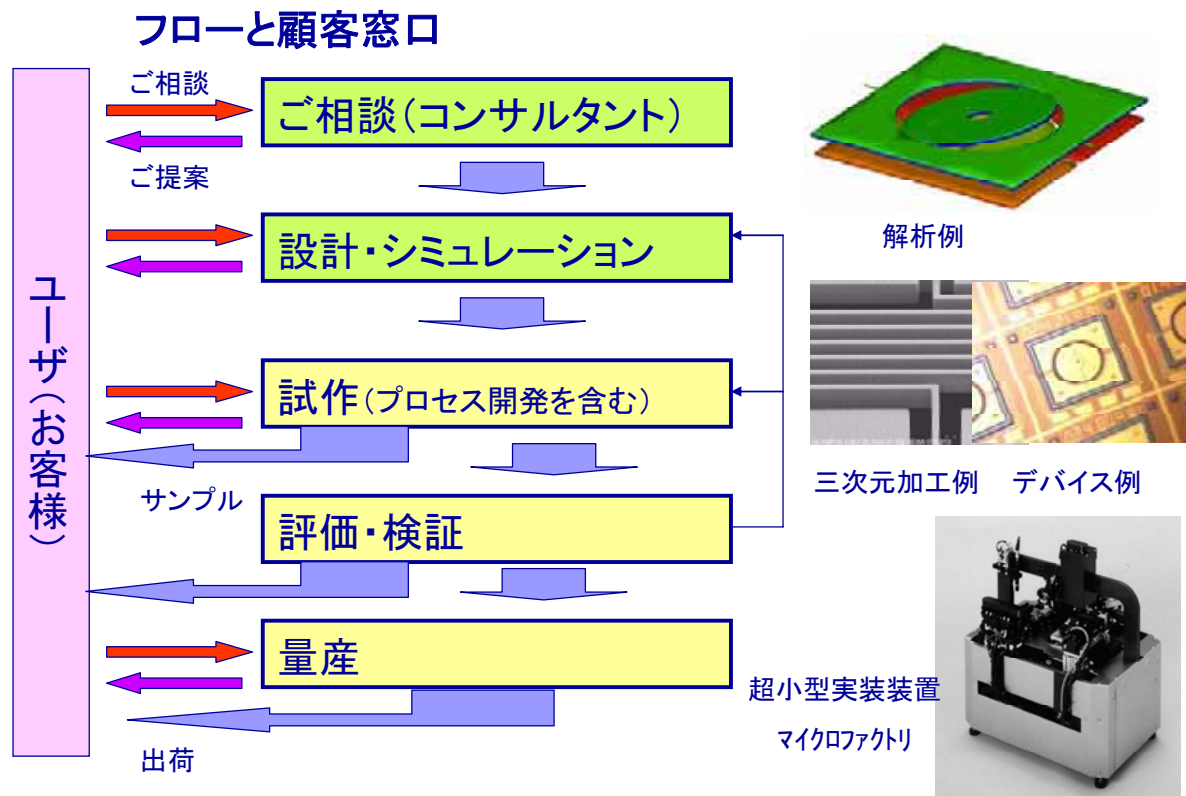 フローと顧客窓口
ユーザ(お客様)
ご相談
ご提案
ご相談(コンサルタント)
設計・シミュレーション
試作(プロセス開発を含む)
サンプル
評価・検証
量産
出荷
解析例
三次元加工例
デバイス例
超小型実装装置
マイクロファクトリ